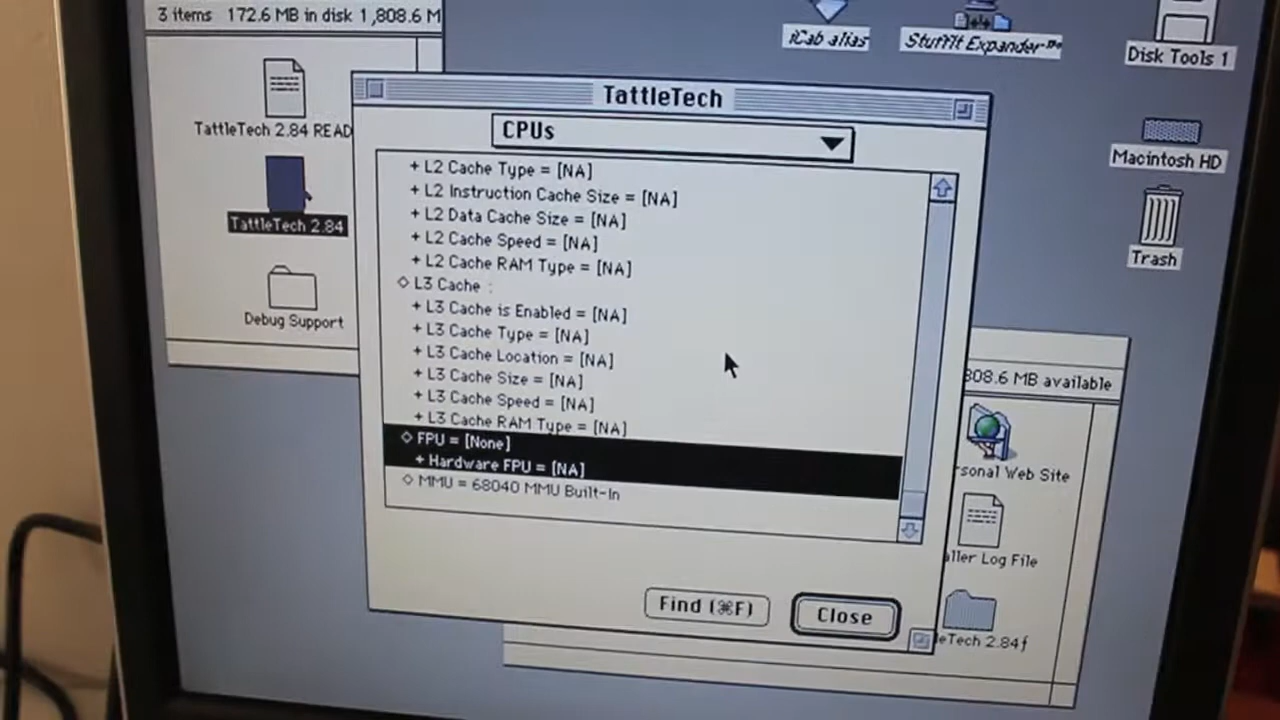 3 items 172.6 MB in disk 1,808.6 M
iCab alias
StuffIt Expander™
Disk Tools 1
TattleTech
CPUs
TattleTech 2.84 READ
TattleTech 2.84
Debug Support
Macintosh HD
Trash
+ L2 Cache Type = [NA]
+ L2 Instruction Cache Size = [NA]
+ L2 Data Cache Size = [NA]
+ L2 Cache Speed = [NA]
+ L2 Cache RAM Type = [NA]
◇ L3 Cache :
+ L3 Cache is Enabled = [NA]
+ L3 Cache Type = [NA]
+ L3 Cache Location = [NA]
+ L3 Cache Size = [NA]
+ L3 Cache Speed = [NA]
+ L3 Cache RAM Type = [NA]
◇ FPU = [None]
+ Hardware FPU = [NA]
◇ MMU = 68040 MMU Built-In
808.6 MB available
rsonal Web Site
aller Log File
leTech 2.84 ƒ
Find (⌘F)
Close